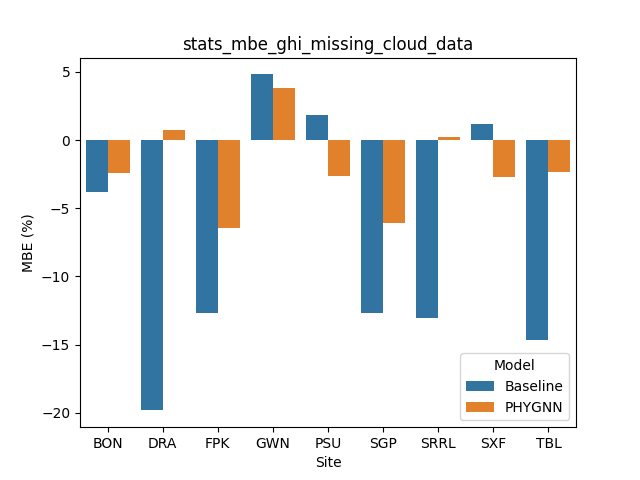 stats_mbe_ghi_missing_cloud_data
MBE (%)
5
0
−5
−10
−15
−20
BON DRA FPK GWN PSU SGP SRRL SXF TBL
Site
Model
Baseline
PHYGNN